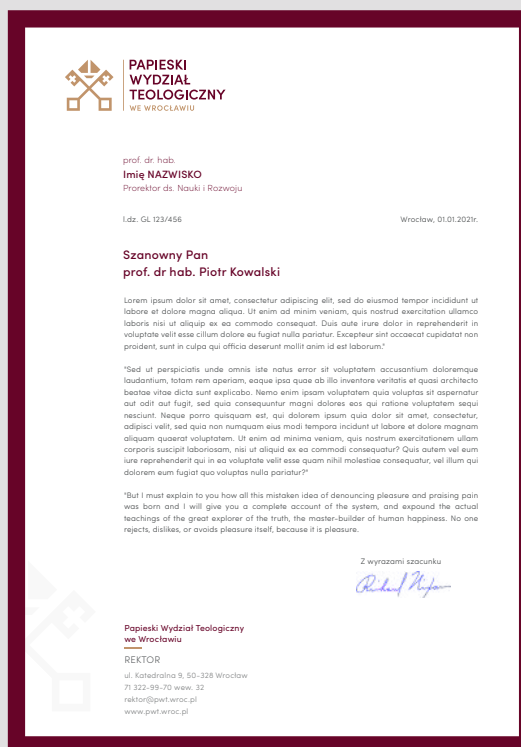 PAPIESKI
WYDZIAŁ
TEOLOGICZNY
WE WROCŁAWIU
prof. dr. hab.
Imię NAZWISKO
Prorektor ds. Nauki i Rozwoju
l.dz. GL 123/456
Wrocław, 01.01.2021r.
Szanowny Pan
prof. dr hab. Piotr Kowalski
Lorem ipsum dolor sit amet, consectetur adipiscing elit, sed do eiusmod tempor incididunt ut
labore et dolore magna aliqua. Ut enim ad minim veniam, quis nostrud exercitation ullamco
laboris nisi ut aliquip ex ea commodo consequat. Duis aute irure dolor in reprehenderit in
voluptate velit esse cillum dolore eu fugiat nulla pariatur. Excepteur sint occaecat cupidatat non
proident, sunt in culpa qui officia deserunt mollit anim id est laborum."
"Sed ut perspiciatis unde omnis iste natus error sit voluptatem accusantium doloremque
laudantium, totam rem aperiam, eaque ipsa quae ab illo inventore veritatis et quasi architecto
beatae vitae dicta sunt explicabo. Nemo enim ipsam voluptatem quia voluptas sit aspernatur
aut odit aut fugit, sed quia consequuntur magni dolores eos qui ratione voluptatem sequi
nesciunt. Neque porro quisquam est, qui dolorem ipsum quia dolor sit amet, consectetur,
adipisci velit, sed quia non numquam eius modi tempora incidunt ut labore et dolore magnam
aliquam quaerat voluptatem. Ut enim ad minima veniam, quis nostrum exercitationem ullam
corporis suscipit laboriosam, nisi ut aliquid ex ea commodi consequatur? Quis autem vel eum
iure reprehenderit qui in ea voluptate velit esse quam nihil molestiae consequatur, vel illum qui
dolorem eum fugiat quo voluptas nulla pariatur?"
"But I must explain to you how all this mistaken idea of denouncing pleasure and praising pain
was born and I will give you a complete account of the system, and expound the actual
teachings of the great explorer of the truth, the master-builder of human happiness. No one
rejects, dislikes, or avoids pleasure itself, because it is pleasure.
Z wyrazami szacunku
Richard Nixon
Papieski Wydział Teologiczny
we Wrocławiu
REKTOR
ul. Katedralna 9, 50-328 Wrocław
71 322-99-70 wew. 32
rektor@pwt.wroc.pl
www.pwt.wroc.pl